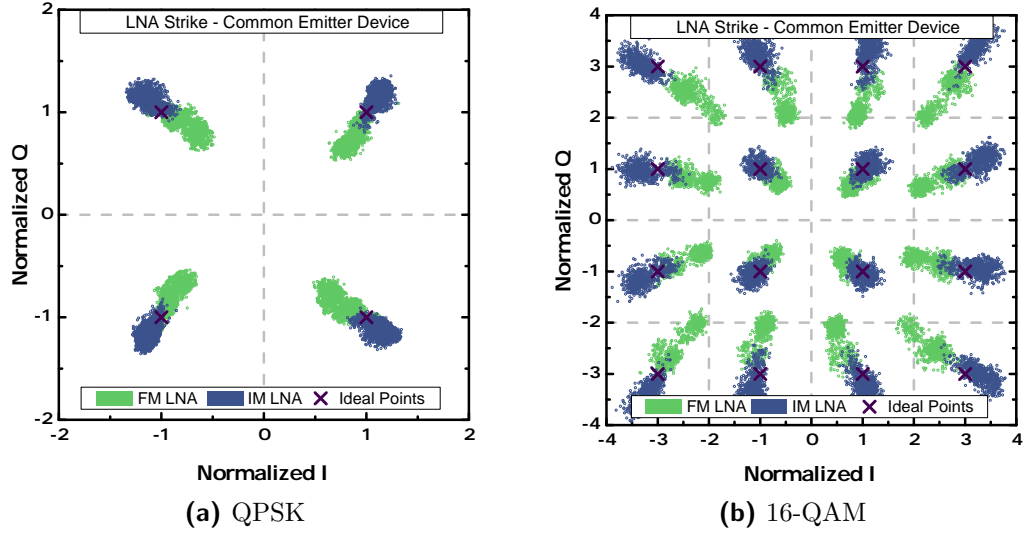 LNA Strike - Common Emitter Device
2
1
0
-1
-2
Normalized Q
FM LNA IM LNA Ideal Points
-2 -1 0 1 2
Normalized I
(a) QPSK
LNA Strike - Common Emitter Device
4
3
2
1
0
-1
-2
-3
-4
Normalized Q
FM LNA IM LNA Ideal Points
-4 -3 -2 -1 0 1 2 3 4
Normalized I
(b) 16-QAM